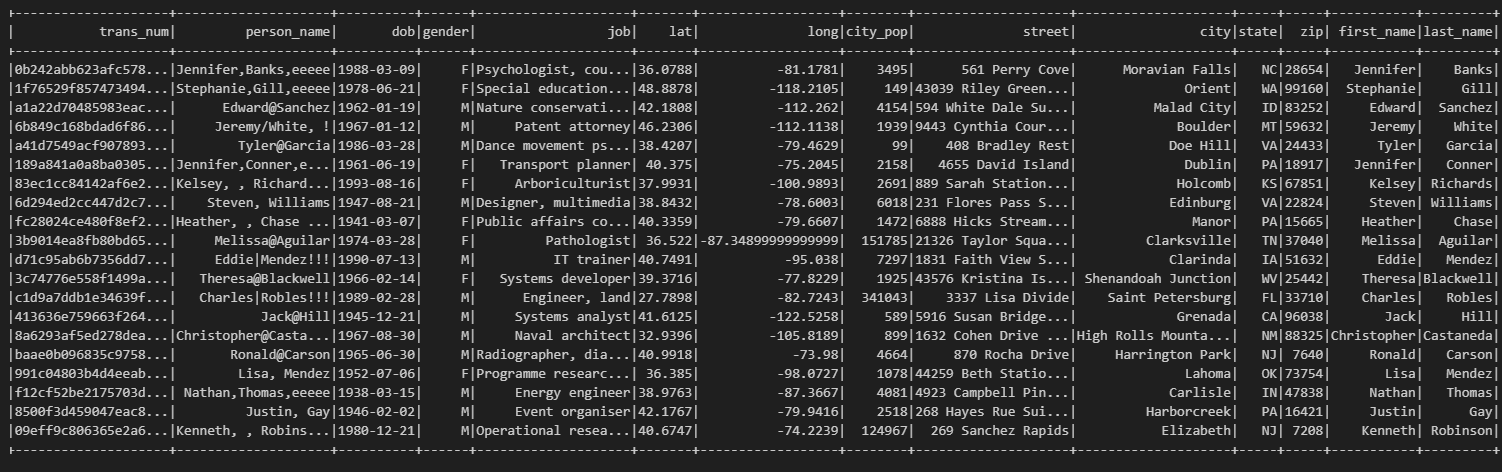 |trans_num|person_name|dob|gender|job|lat|long|city_pop|street|city|state|zip|first_name|last_name|
|0b242abb623afc578...|Jennifer,Banks,eeeee|1988-03-09|F|Psychologist, cou...|36.0788|-81.1781|3495|561 Perry Cove|Moravian Falls|NC|28654|Jennifer|Banks|
|1f76529f857473494...|Stephanie,Gill,eeeee|1978-06-21|F|Special education...|48.8878|-118.2105|149|43039 Riley Green...|Orient|WA|99160|Stephanie|Gill|
|a1a22d70485983eac...|Edward@Sanchez|1962-01-19|M|Nature conservati...|42.1808|-112.262|4154|594 White Dale Su...|Malad City|ID|83252|Edward|Sanchez|
|6b849c168bdad6f86...|Jeremy/White, !|1967-01-12|M|Patent attorney|46.2306|-112.1138|1939|9443 Cynthia Cour...|Boulder|MT|59632|Jeremy|White|
|a41d7549acf907893...|Tyler@Garcia|1986-03-28|M|Dance movement ps...|38.4207|-79.4629|99|408 Bradley Rest|Doe Hill|VA|24433|Tyler|Garcia|
|189a841a0a8ba0305...|Jennifer,Conner,e...|1961-06-19|F|Transport planner|40.375|-75.2045|2158|4655 David Island|Dublin|PA|18917|Jennifer|Conner|
|83ec1cc84142af6e2...|Kelsey, , Richard...|1993-08-16|F|Arboriculturist|37.9931|-100.9893|2691|889 Sarah Station...|Holcomb|KS|67851|Kelsey|Richards|
|6d294ed2cc447d2c7...|Steven, Williams|1947-08-21|M|Designer, multimedia|38.8432|-78.6003|6018|231 Flores Pass S...|Edinburg|VA|22824|Steven|Williams|
|fc28024ce480f8ef2...|Heather, , Chase ...|1941-03-07|F|Public affairs co...|40.3359|-79.6607|1472|6888 Hicks Stream...|Manor|PA|15665|Heather|Chase|
|3b9014ea8fb80bd65...|Melissa@Aguilar|1974-03-28|F|Pathologist|36.522|-87.34899999999999|151785|21326 Taylor Squa...|Clarksville|TN|37040|Melissa|Aguilar|
|d71c95ab6b7356dd7...|Eddie|Mendez!!!|1990-07-13|M|IT trainer|40.7491|-95.038|7297|1831 Faith View S...|Clarinda|IA|51632|Eddie|Mendez|
|3c74776e558f1499a...|Theresa@Blackwell|1966-02-14|F|Systems developer|39.3716|-77.8229|1925|43576 Kristina Is...|Shenandoah Junction|WV|25442|Theresa|Blackwell|
|c1d9a7ddb1e34639f...|Charles|Robles!!!|1989-02-28|M|Engineer, land|27.7898|-82.7243|341043|3337 Lisa Divide|Saint Petersburg|FL|33710|Charles|Robles|
|413636e759663f264...|Jack@Hill|1945-12-21|M|Systems analyst|41.6125|-122.5258|589|5916 Susan Bridge...|Grenada|CA|96038|Jack|Hill|
|8a6293af5ed278dea...|Christopher@Casta...|1967-08-30|M|Naval architect|32.9396|-105.8189|899|1632 Cohen Drive ...|High Rolls Mounta...|NM|88325|Christopher|Castaneda|
|baae0b096835c9758...|Ronald@Carson|1965-06-30|M|Radiographer, dia...|40.9918|-73.98|4664|870 Rocha Drive|Harrington Park|NJ| 7640|Ronald|Carson|
|991c04803b4d4eeab...|Lisa, Mendez|1952-07-06|F|Programme researc...|36.385|-98.0727|1078|44259 Beth Statio...|Lahoma|OK|73754|Lisa|Mendez|
|f12cf52be2175703d...|Nathan,Thomas,eeeee|1938-03-15|M|Energy engineer|38.9763|-87.3667|4081|4923 Campbell Pin...|Carlisle|IN|47838|Nathan|Thomas|
|8500f3d459047eac8...|Justin, Gay|1946-02-02|M|Event organiser|42.1767|-79.9416|2518|268 Hayes Rue Sui...|Harborcreek|PA|16421|Justin|Gay|
|09eff9c806365e2a6...|Kenneth, , Robins...|1980-12-21|M|Operational resea...|40.6747|-74.2239|124967|269 Sanchez Rapids|Elizabeth|NJ| 7208|Kenneth|Robinson|